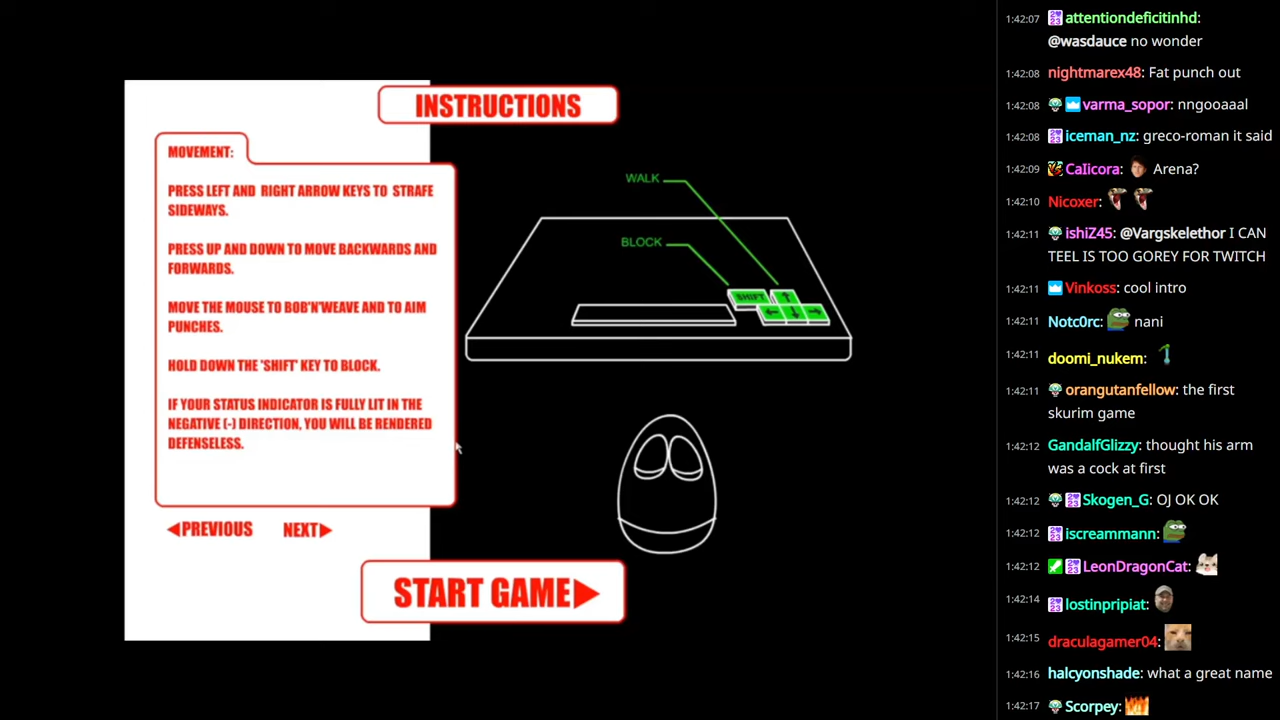 INSTRUCTIONS
MOVEMENT:
PRESS LEFT AND RIGHT ARROW KEYS TO STRAFE
SIDEWAYS.
PRESS UP AND DOWN TO MOVE BACKWARDS AND
FORWARDS.
MOVE THE MOUSE TO BOB'N'WEAVE AND TO AIM
PUNCHES.
HOLD DOWN THE 'SHIFT' KEY TO BLOCK.
IF YOUR STATUS INDICATOR IS FULLY LIT IN THE
NEGATIVE (-) DIRECTION, YOU WILL BE RENDERED
DEFENSELESS.
◀PREVIOUS NEXT▶
START GAME▶
WALK
BLOCK
SHIFT ↑
← ↓ →
1:42:07 attentiondeficitinhd:
@wasdauce no wonder
1:42:08 nightmarex48: Fat punch out
1:42:08 varma_sopor: nngooaaal
1:42:08 iceman_nz: greco-roman it said
1:42:09 CaIicora: Arena?
1:42:10 Nicoxer:
1:42:11 ishiZ45: @Vargskelethor I CAN
TEEL IS TOO GOREY FOR TWITCH
1:42:11 Vinkoss: cool intro
1:42:11 Notc0rc: nani
1:42:11 doomi_nukem:
1:42:11 orangutanfellow: the first
skurim game
1:42:12 GandalfGlizzy: thought his arm
was a cock at first
1:42:12 Skogen_G: OJ OK OK
1:42:12 iscreammann:
1:42:12 LeonDragonCat:
1:42:14 lostinpripiat:
1:42:15 draculagamer04:
1:42:16 halcyonshade: what a great name
1:42:17 Scorpey: